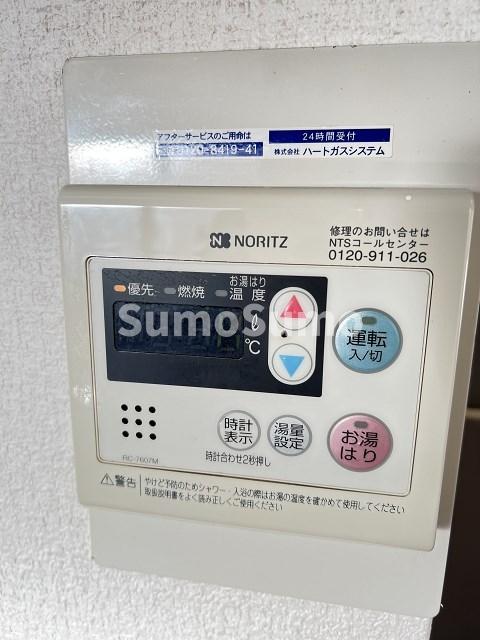 アフターサービスのご用命は
0120-8419-41
24時間受付
株式会社 ハートガスシステム
NORITZ
修理のお問い合せは
NTSコールセンター
0120-911-026
優先 燃焼 お湯はり温度
SumoSumo
ℓ
℃
運転
入/切
時計
表示
湯量
設定
お湯
はり
時計合わせ2秒押し
RC-7607M
⚠警告
やけど予防のためシャワー・入浴の際はお湯の温度を確かめて使用してください
取扱説明書をよく読み正しくご使用ください